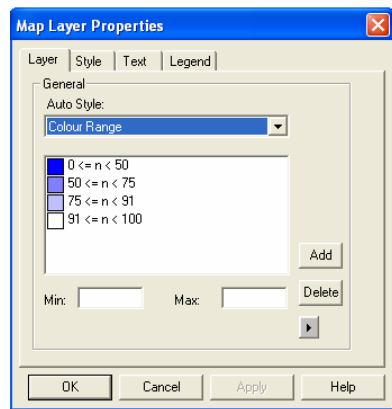 Map Layer Properties
Layer Style Text Legend
General
Auto Style:
Colour Range
0 <= n < 50
50 <= n < 75
75 <= n < 91
91 <= n < 100
Add
Min: Max: Delete
OK Cancel Apply Help